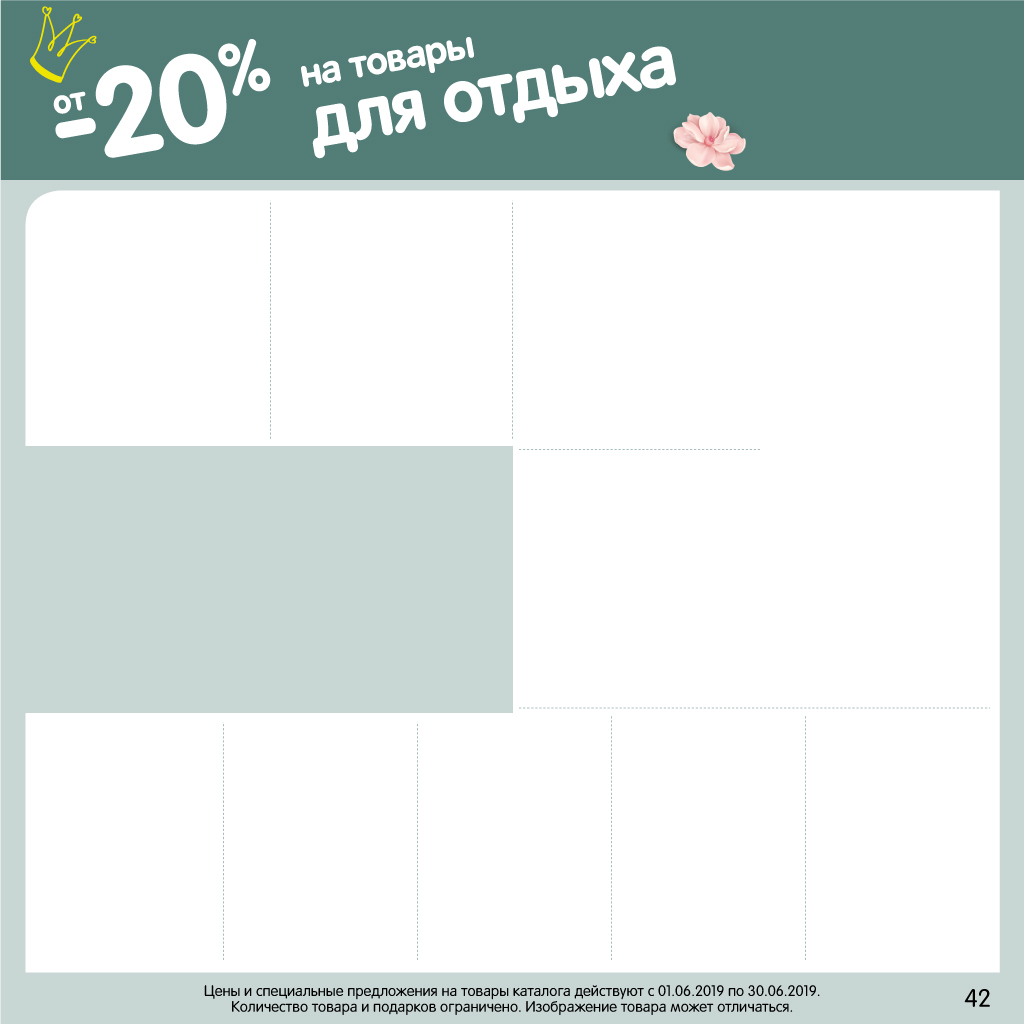 от
-20%
на товары
для отдыха
Цены и специальные предложения на товары каталога действуют с 01.06.2019 по 30.06.2019.
Количество товара и подарков ограничено. Изображение товара может отличаться.
42